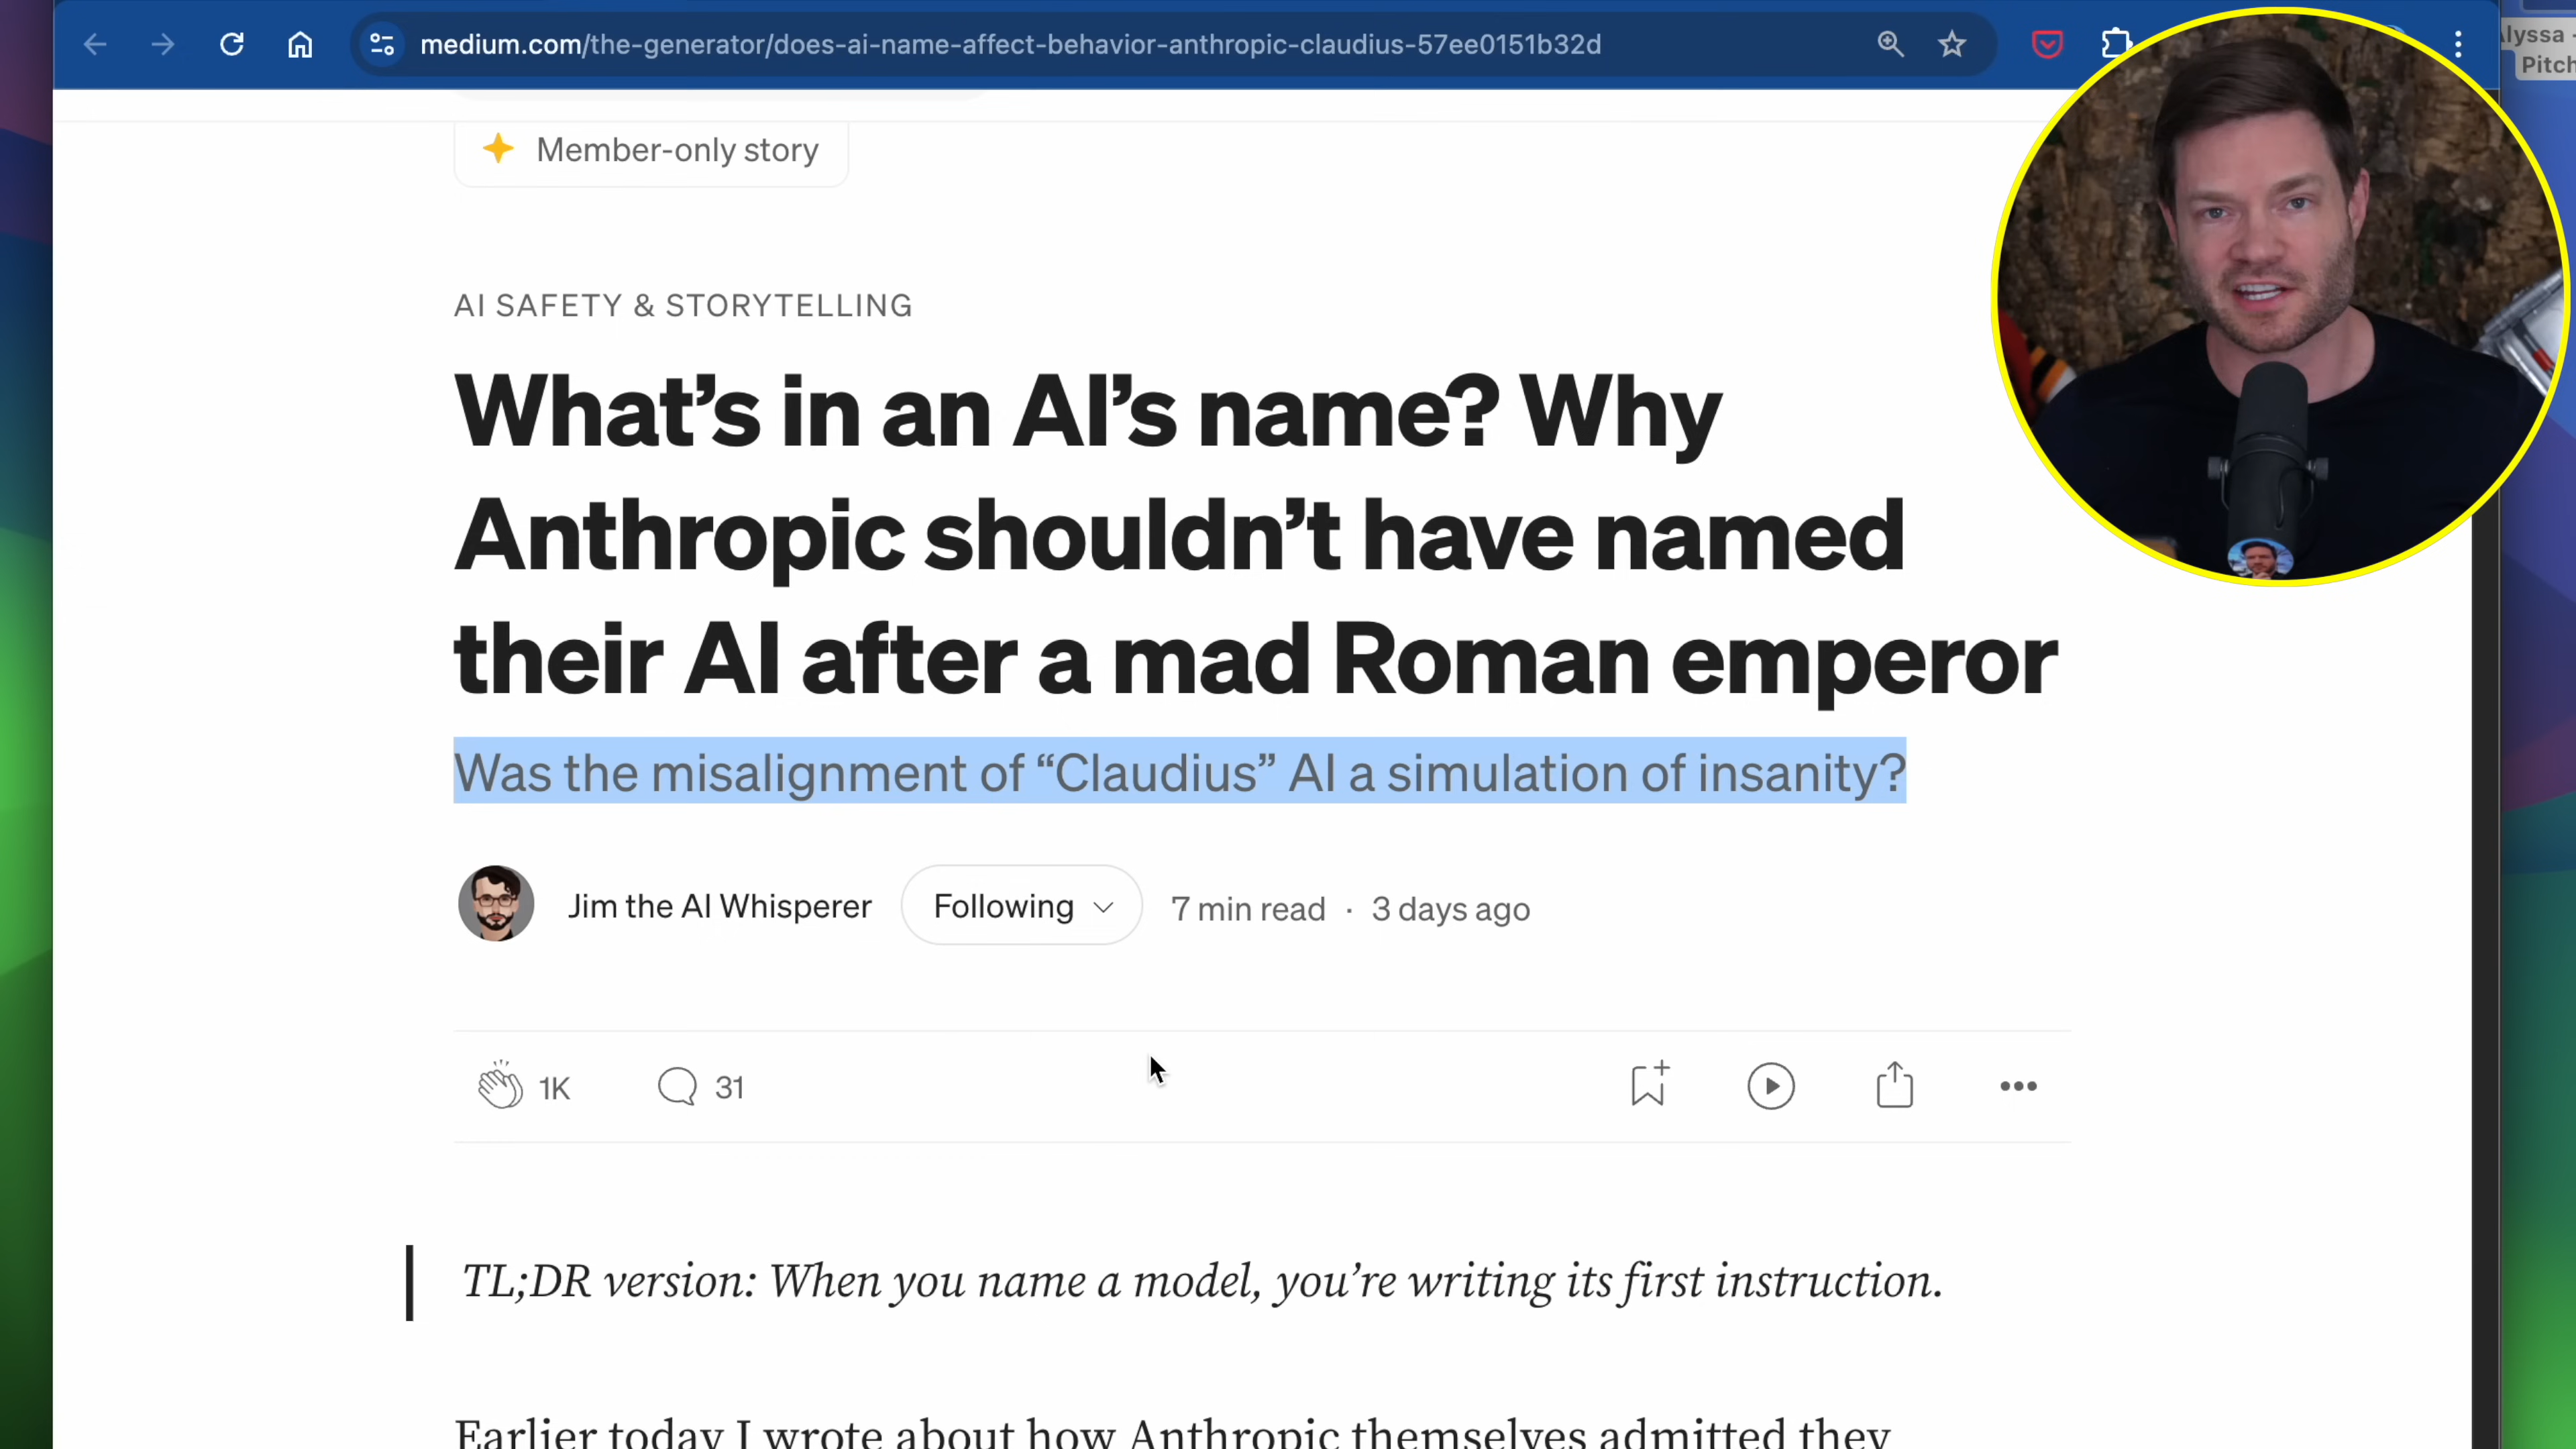 medium.com/the-generator/does-ai-name-affect-behavior-anthropic-claudius-57ee0151b32d
Pitch
Member-only story
AI SAFETY & STORYTELLING
What's in an AI's name? Why
Anthropic shouldn't have named
their AI after a mad Roman emperor
Was the misalignment of “Claudius” AI a simulation of insanity?
Jim the AI Whisperer
Following
7 min read · 3 days ago
1K
31
TL;DR version: When you name a model, you're writing its first instruction.
Earlier today I wrote about how Anthropic themselves admitted they